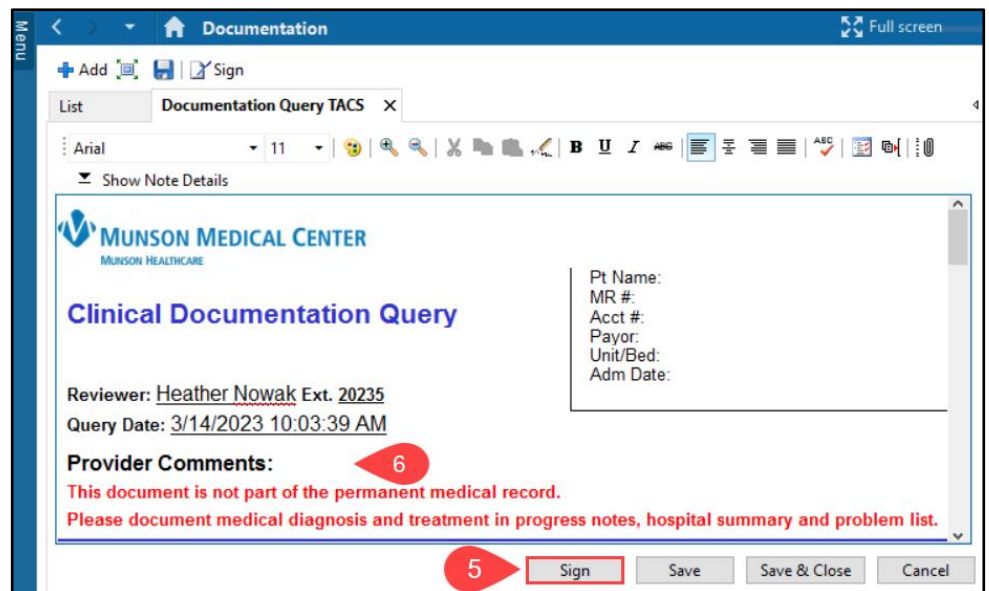 Menu
Documentation
Full screen
Add
Sign
List
Documentation Query TACS X
Arial 11 B U I ABC ABC
Show Note Details
MUNSON MEDICAL CENTER
MUNSON HEALTHCARE
Pt Name:
MR #:
Acct #:
Payor:
Unit/Bed:
Adm Date:
Clinical Documentation Query
Reviewer: Heather Nowak Ext. 20235
Query Date: 3/14/2023 10:03:39 AM
Provider Comments:
6
This document is not part of the permanent medical record.
Please document medical diagnosis and treatment in progress notes, hospital summary and problem list.
5
Sign Save Save & Close Cancel